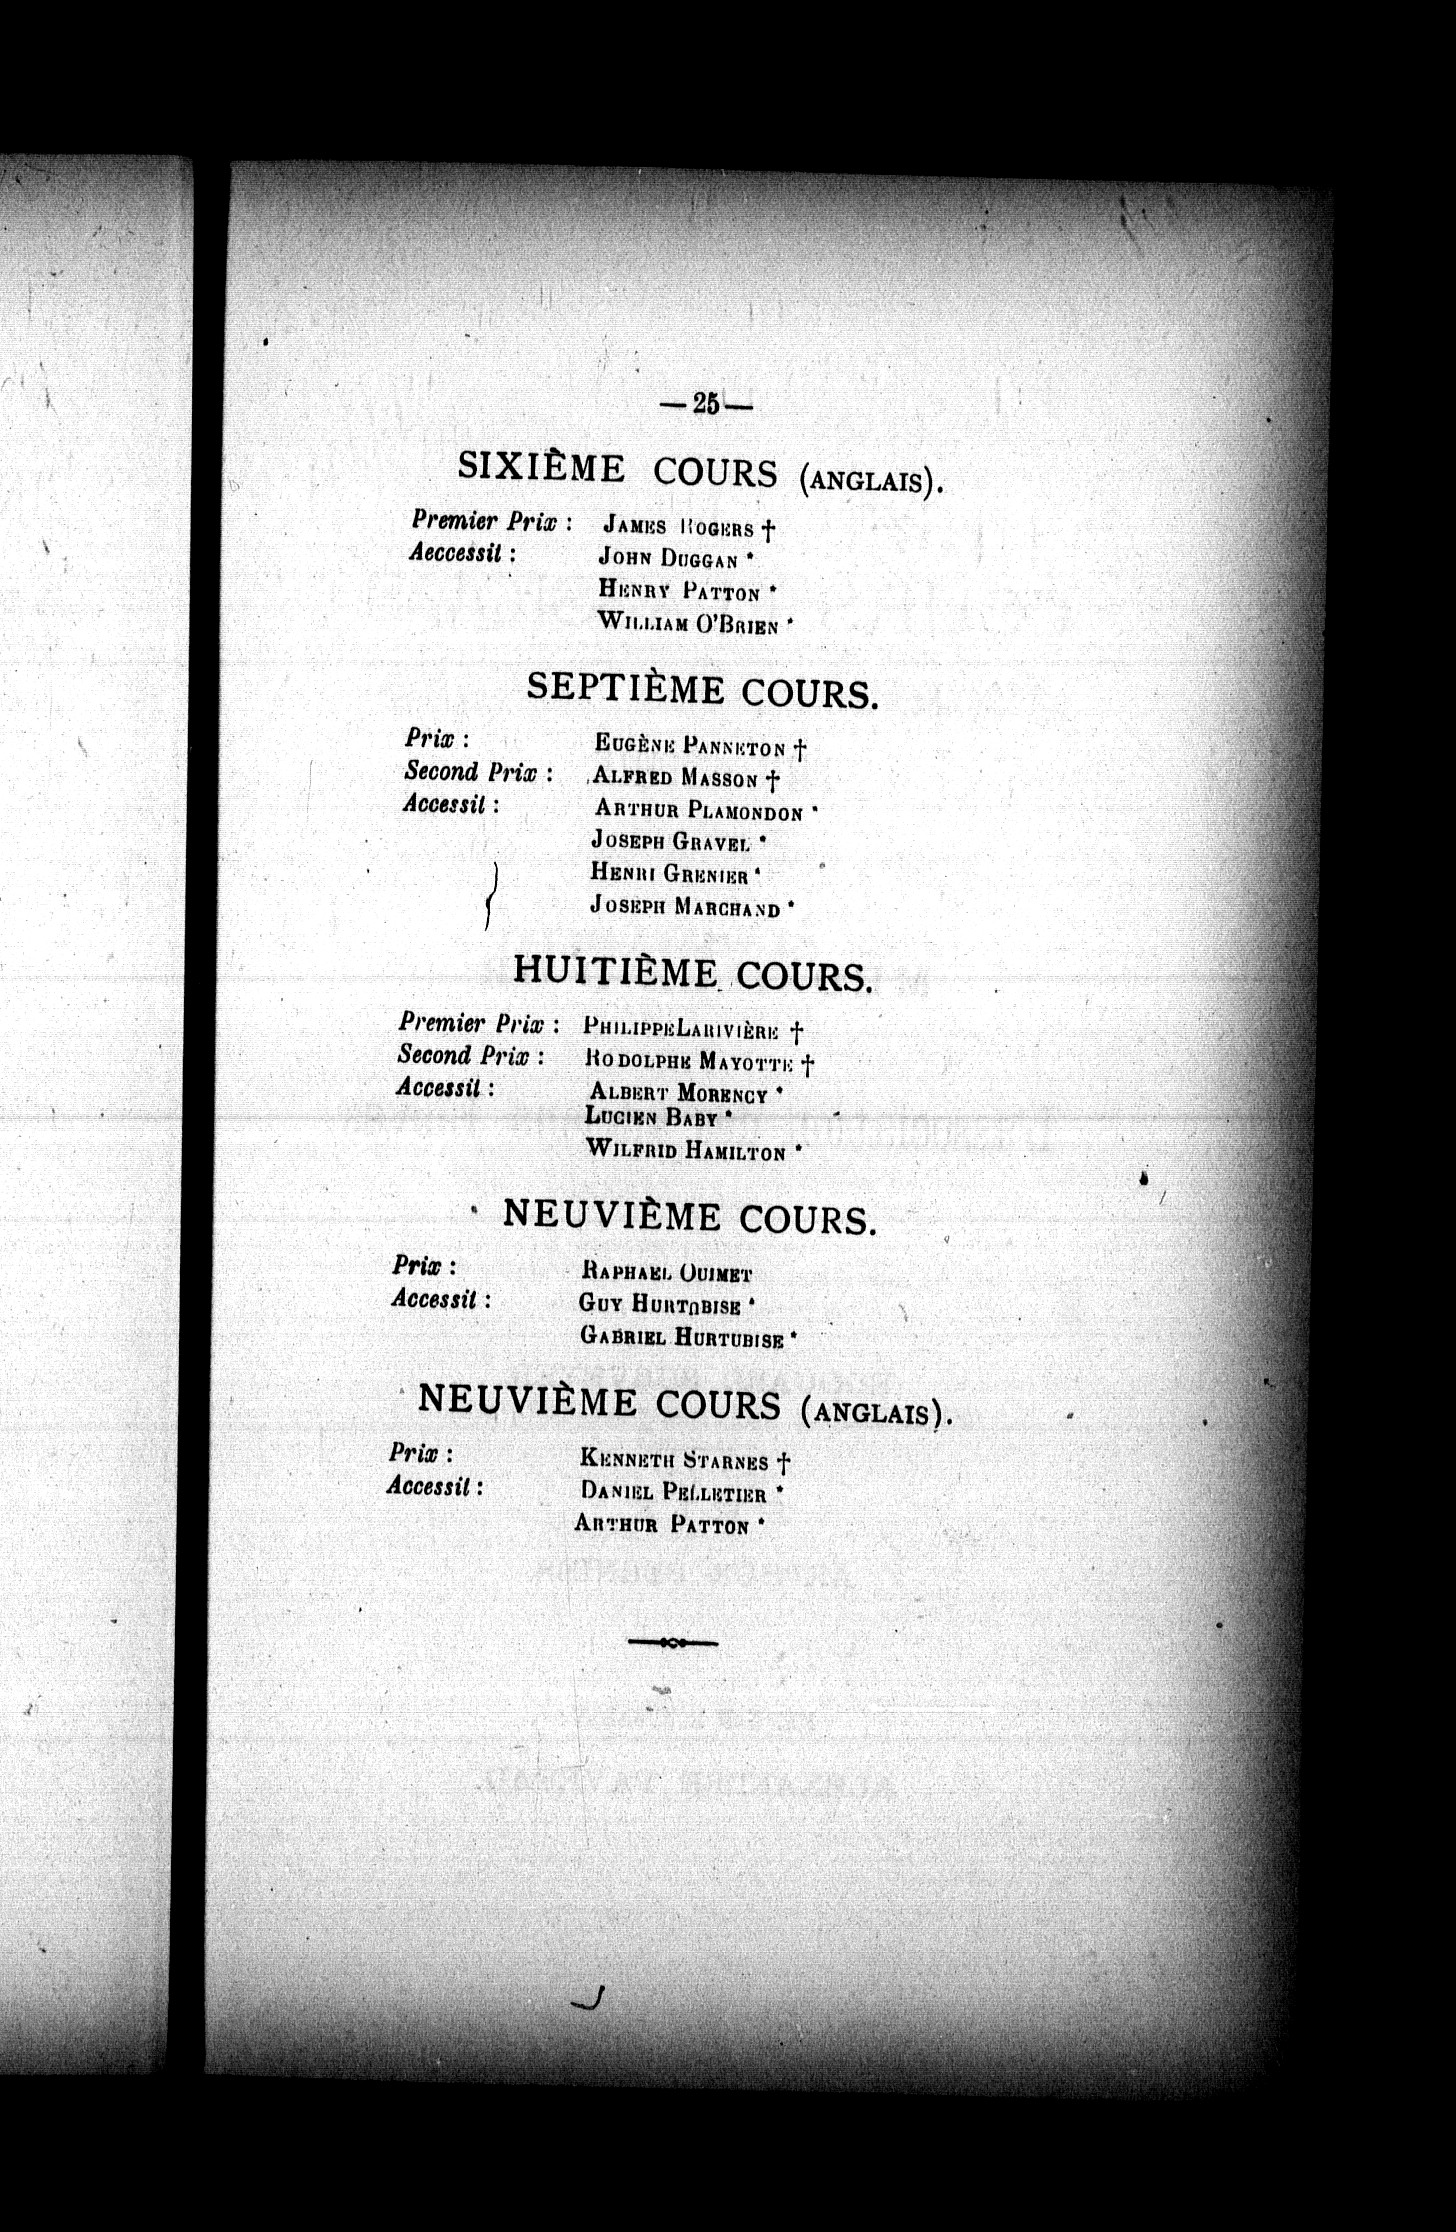 — 25 —
SIXIÈME COURS (ANGLAIS).
Premier Prix : JAMES ROGERS †
Aeccessit : JOHN DUGGAN *
HENRY PATTON *
WILLIAM O'BRIEN *
SEPTIÈME COURS.
Prix : EUGÈNE PANNETON †
Second Prix : ALFRED MASSON †
Accessit : ARTHUR PLAMONDON *
JOSEPH GRAVEL *
HENRI GRENIER *
JOSEPH MARCHAND *
HUITIÈME COURS.
Premier Prix : PHILIPPELARIVIÈRE †
Second Prix : RODOLPHE MAYOTTE †
Accessit : ALBERT MORENCY *
LUCIEN BABY *
WILFRID HAMILTON *
NEUVIÈME COURS.
Prix : RAPHAEL OUIMET
Accessit : GUY HURTUBISE *
GABRIEL HURTUBISE *
NEUVIÈME COURS (ANGLAIS).
Prix : KENNETH STARNES †
Accessit : DANIEL PELLETIER *
ARTHUR PATTON *